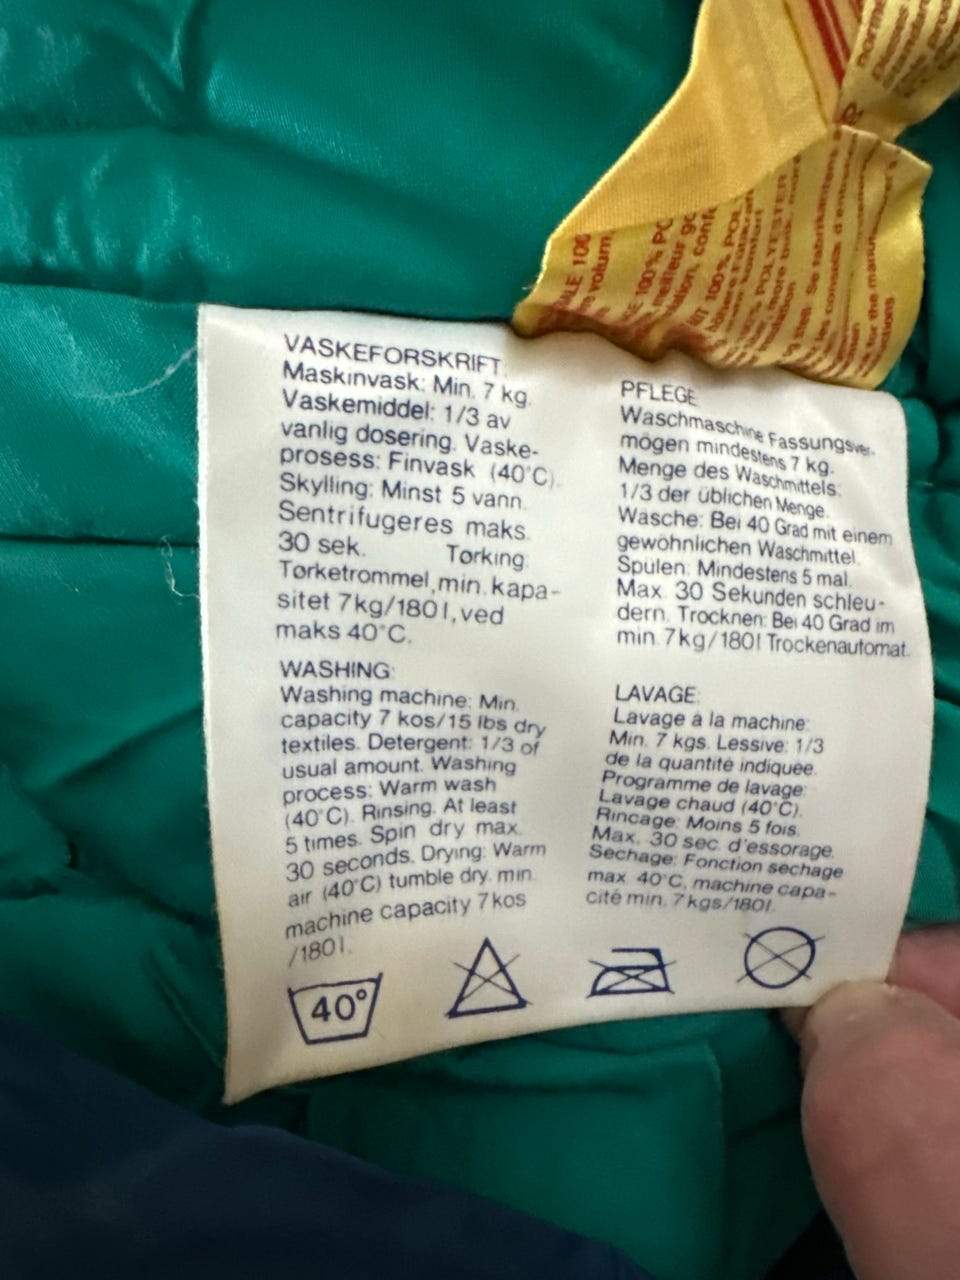 VASKEFORSKRIFT.
Maskinvask: Min. 7 kg.
Vaskemiddel: 1/3 av
vanlig dosering. Vaske-
prosess: Finvask (40°C).
Skylling: Minst 5 vann.
Sentrifugeres maks.
30 sek. Tørking:
Tørketrommel, min. kapa-
sitet 7kg/180 l, ved
maks 40°C.
WASHING:
Washing machine: Min.
capacity 7 kos/15 lbs dry
textiles. Detergent: 1/3 of
usual amount. Washing
process: Warm wash
(40°C). Rinsing. At least
5 times. Spin dry max.
30 seconds. Drying: Warm
air (40°C) tumble dry. min.
machine capacity 7 kos
/180 l.
PFLEGE
Waschmaschine Fassungsver-
mögen mindestens 7 kg.
Menge des Waschmittels:
1/3 der üblichen Menge.
Wasche: Bei 40 Grad mit einem
gewöhnlichen Waschmittel.
Spülen: Mindestens 5 mal.
Max. 30 Sekunden schleu-
dern. Trocknen: Bei 40 Grad im
min. 7kg/180 l Trockenautomat.
LAVAGE:
Lavage à la machine:
Min. 7 kgs. Lessive: 1/3
de la quantité indiquée.
Programme de lavage:
Lavage chaud (40°C).
Rincage: Moins 5 fois.
Max. 30 sec. d'essorage.
Sechage: Fonction sechage
max 40°C, machine capa-
cité min. 7 kgs/180 l.
40°
100% POLYESTER